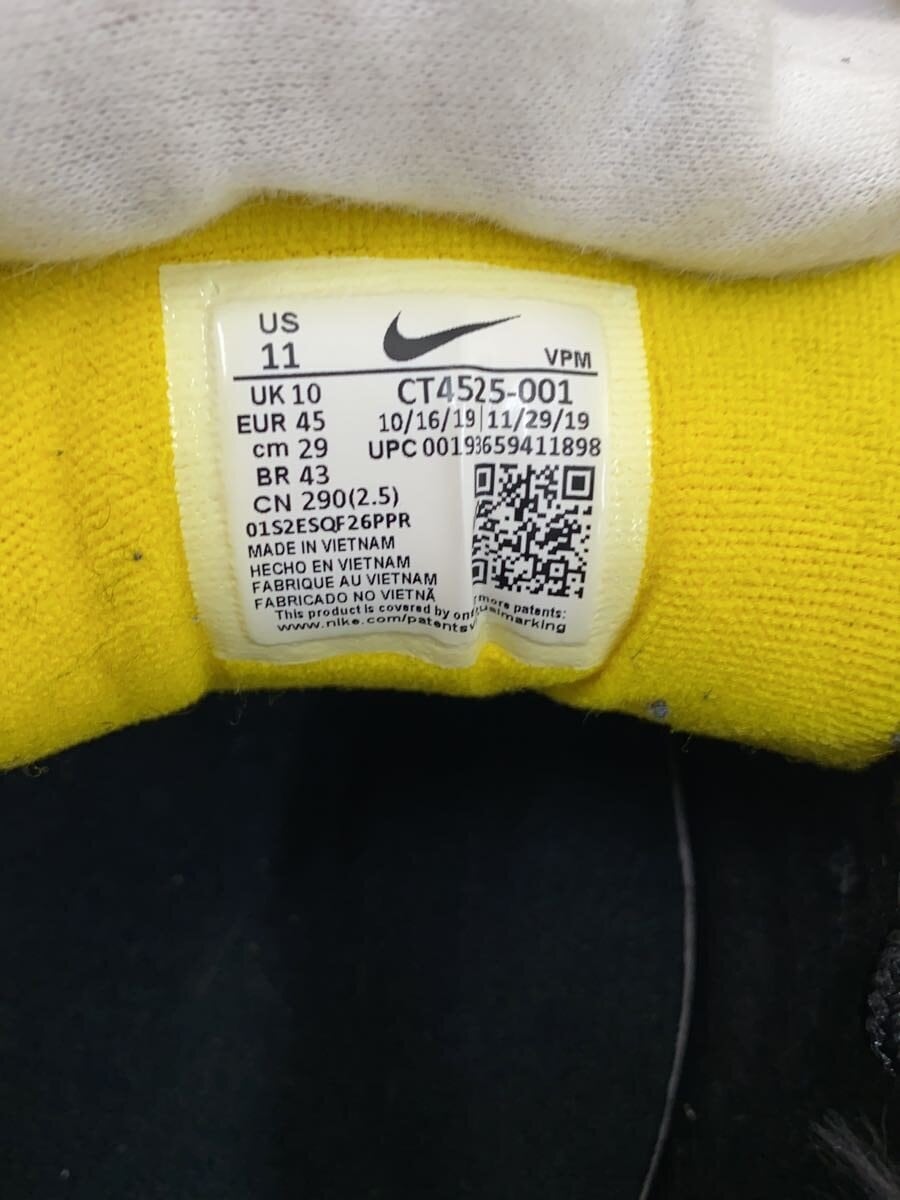 US
11
VPM
UK 10
CT4525-001
EUR 45
10/16/19 11/29/19
cm 29
UPC 00193659411898
BR 43
CN 290(2.5)
01S2ESQF26PPR
MADE IN VIETNAM
HECHO EN VIETNAM
FABRIQUE AU VIETNAM
FABRICADO NO VIETNÃ
This product is covered by one more patents:
www.nike.com/patents